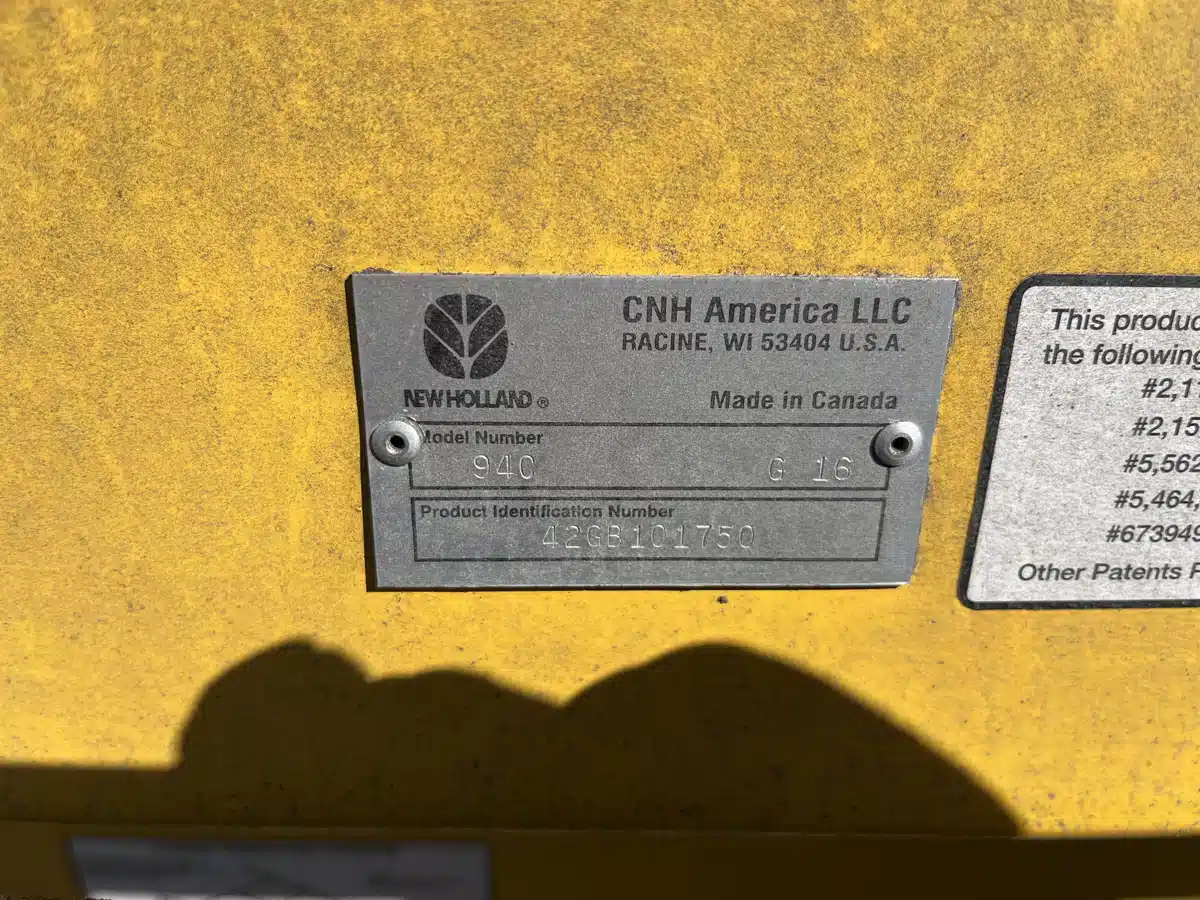 CNH America LLC
RACINE, WI 53404 U.S.A.
NEW HOLLAND ®
Made in Canada
Model Number
94C G 16
Product Identification Number
42GB101750
This produc
the following
#2,1
#2,15
#5,562
#5,464,
#673949
Other Patents P